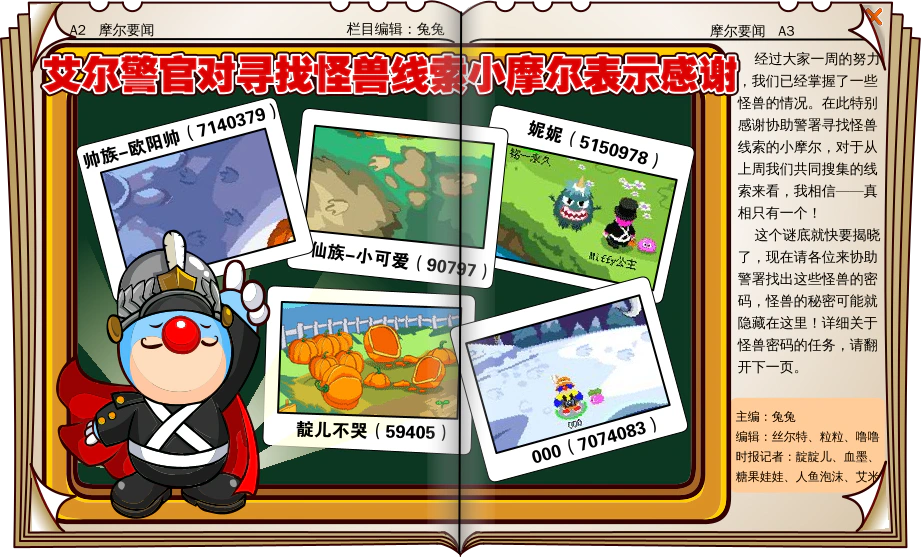 A2 摩尔要闻
栏目编辑：兔兔
摩尔要闻 A3
艾尔警官对寻找怪兽线索小摩尔表示感谢
帅族-欧阳帅（7140379）
仙族-小可爱（90797）
妮妮（5150978）
Miffy公主
靛儿不哭（59405）
000
000（7074083）
经过大家一周的努力
，我们已经掌握了一些
怪兽的情况。在此特别
感谢协助警署寻找怪兽
线索的小摩尔，对于从
上周我们共同搜集的线
索来看，我相信——真
相只有一个！
这个谜底就快要揭晓
了，现在请各位来协助
警署找出这些怪兽的密
码，怪兽的秘密可能就
隐藏在这里！详细关于
怪兽密码的任务，请翻
开下一页。
主编：兔兔
编辑：丝尔特、粒粒、噜噜
时报记者：靛靛儿、血墨、
糖果娃娃、人鱼泡沫、艾米